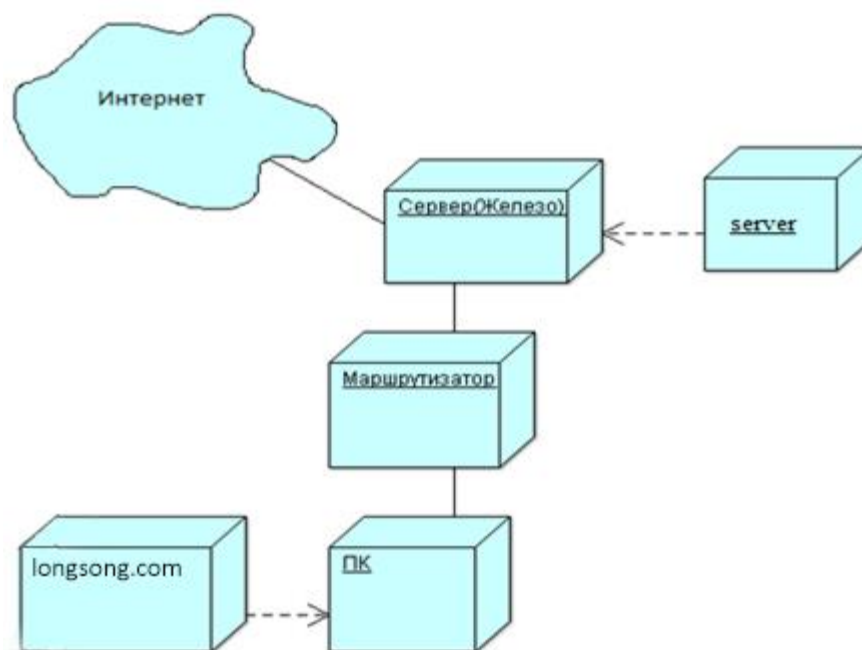 Интернет
Сервер(Железо)
server
Маршрутизатор
longsong.com
ПК